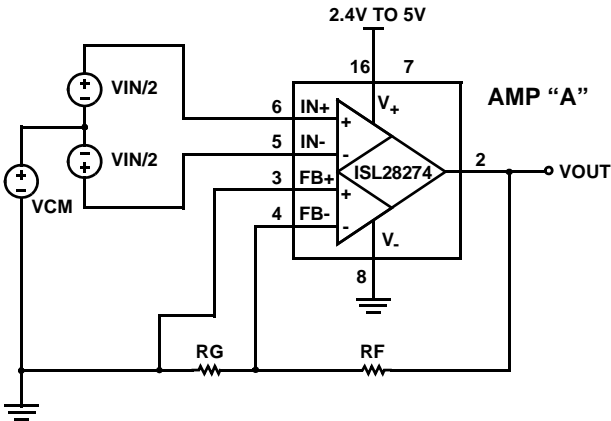 2.4V TO 5V
16 7
AMP “A”
VIN/2
6 IN+
V+
+
-
+
-
5 IN-
-
+
VIN/2
ISL28274
2
VOUT
3 FB+
+
+
-
VCM
4 FB-
-
V-
8
RG
RF